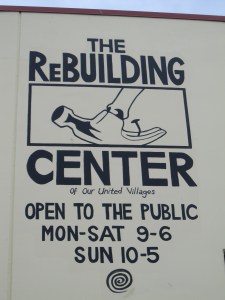 THE
ReBUILDING
CENTER
Of Our United Villages
OPEN TO THE PUBLIC
MON-SAT 9-6
SUN 10-5